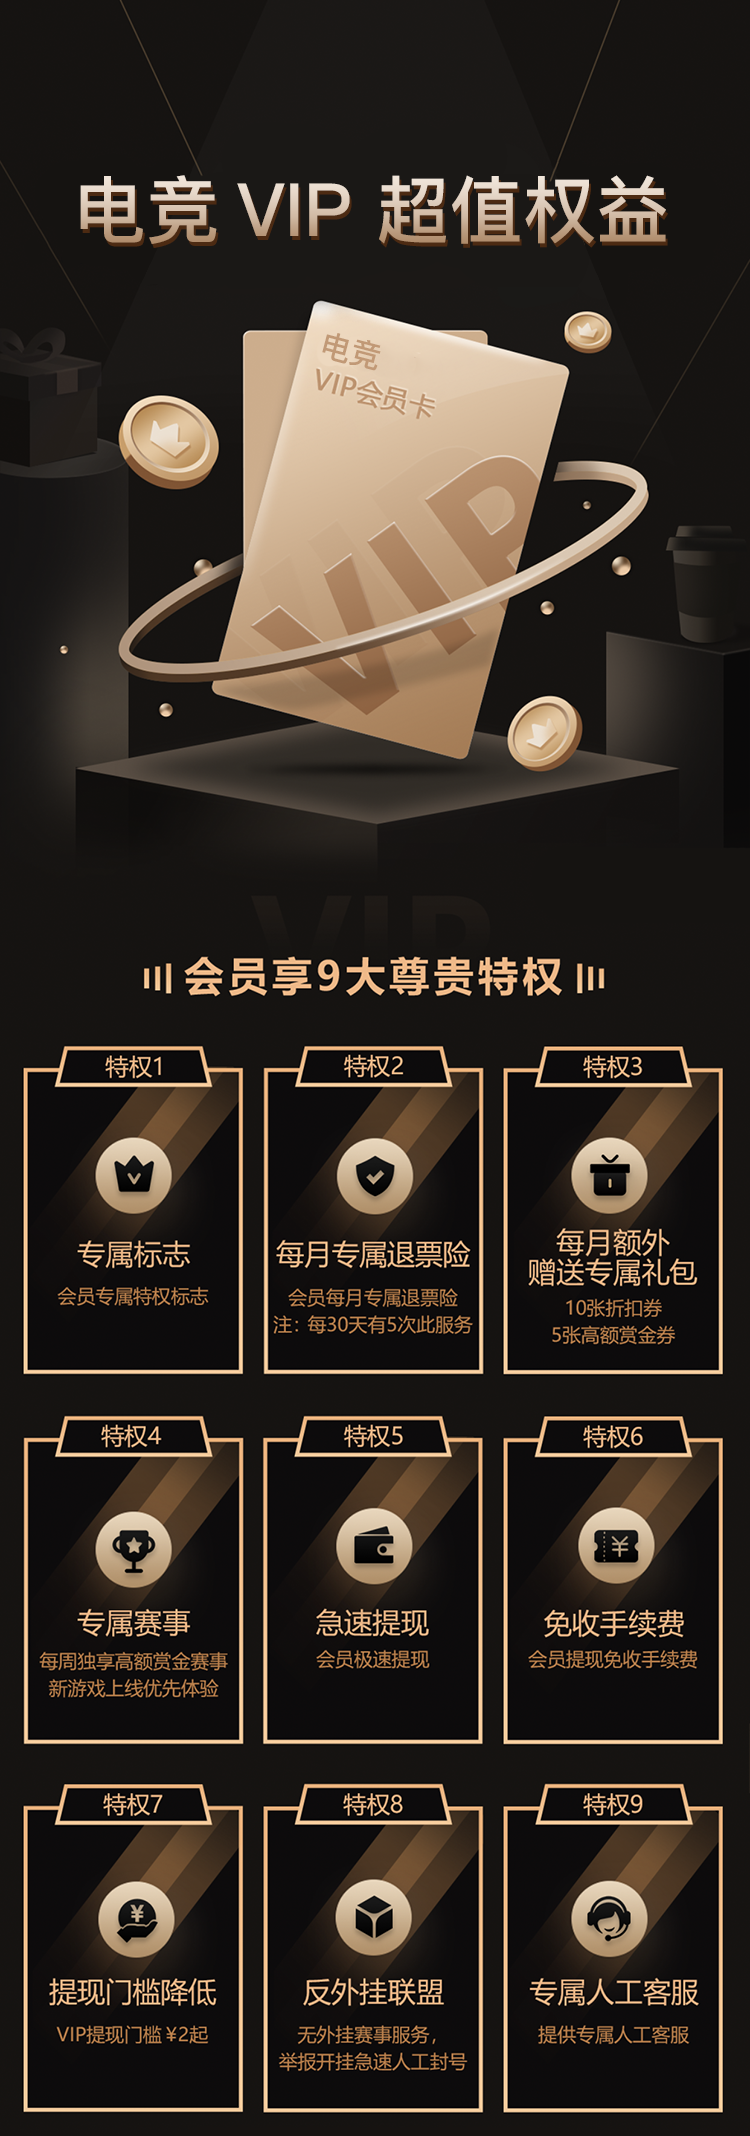 电竞 VIP 超值权益
电竞
VIP会员卡
VIP
VIP
会员享9大尊贵特权
特权1
专属标志
会员专属特权标志
特权2
每月专属退票险
会员每月专属退票险
注：每30天有5次此服务
特权3
每月额外
赠送专属礼包
10张折扣券
5张高额赏金券
特权4
专属赛事
每周独享高额赏金赛事
新游戏上线优先体验
特权5
急速提现
会员极速提现
特权6
¥
免收手续费
会员提现免收手续费
特权7
¥
提现门槛降低
VIP提现门槛¥2起
特权8
反外挂联盟
无外挂赛事服务，
举报开挂急速人工封号
特权9
专属人工客服
提供专属人工客服